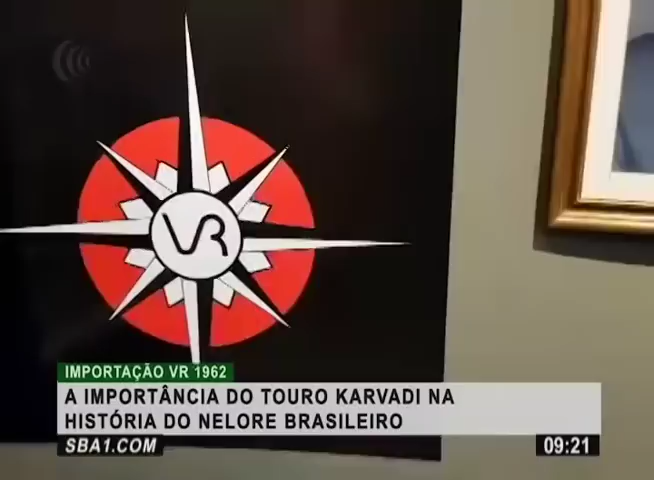 VR
IMPORTAÇÃO VR 1962
A IMPORTÂNCIA DO TOURO KARVADI NA
HISTÓRIA DO NELORE BRASILEIRO
SBA1.COM
09:21